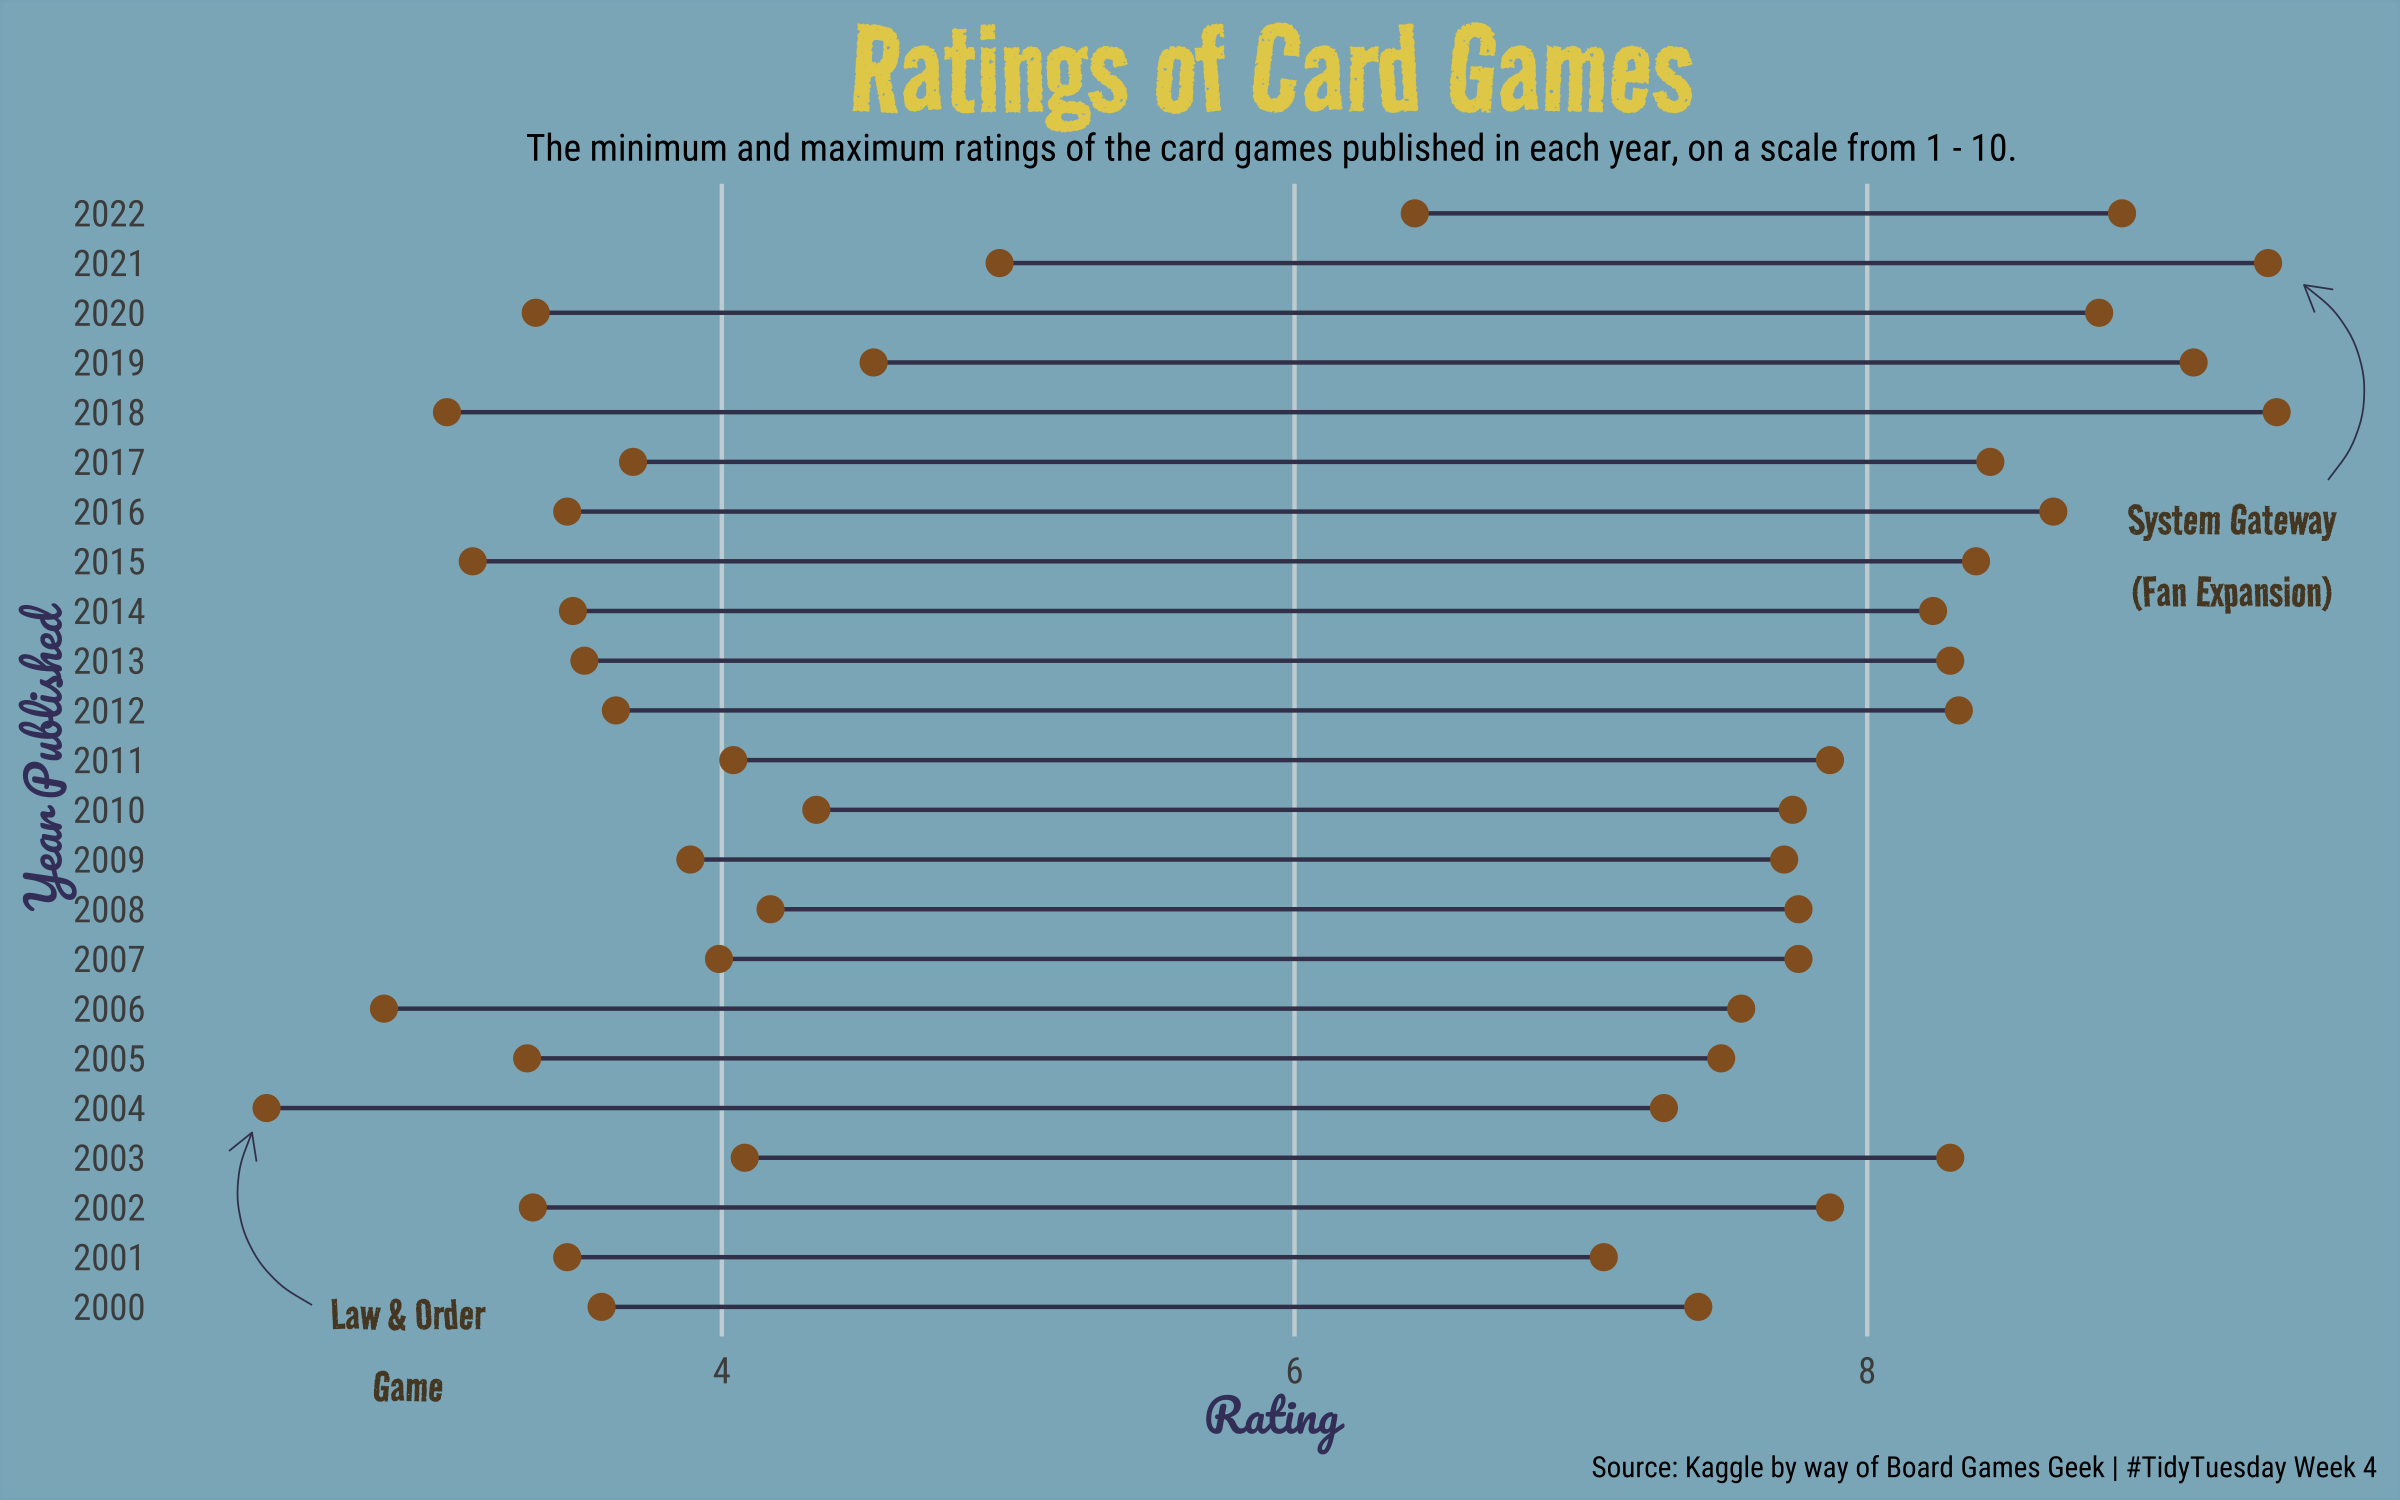 Ratings of Card Games
The minimum and maximum ratings of the card games published in each year, on a scale from 1 - 10.
Year Published
2022
2021
2020
2019
2018
2017
2016
2015
2014
2013
2012
2011
2010
2009
2008
2007
2006
2005
2004
2003
2002
2001
2000
System Gateway
(Fan Expansion)
Law & Order
Game
4 6 8
Rating
Source: Kaggle by way of Board Games Geek | #TidyTuesday Week 4